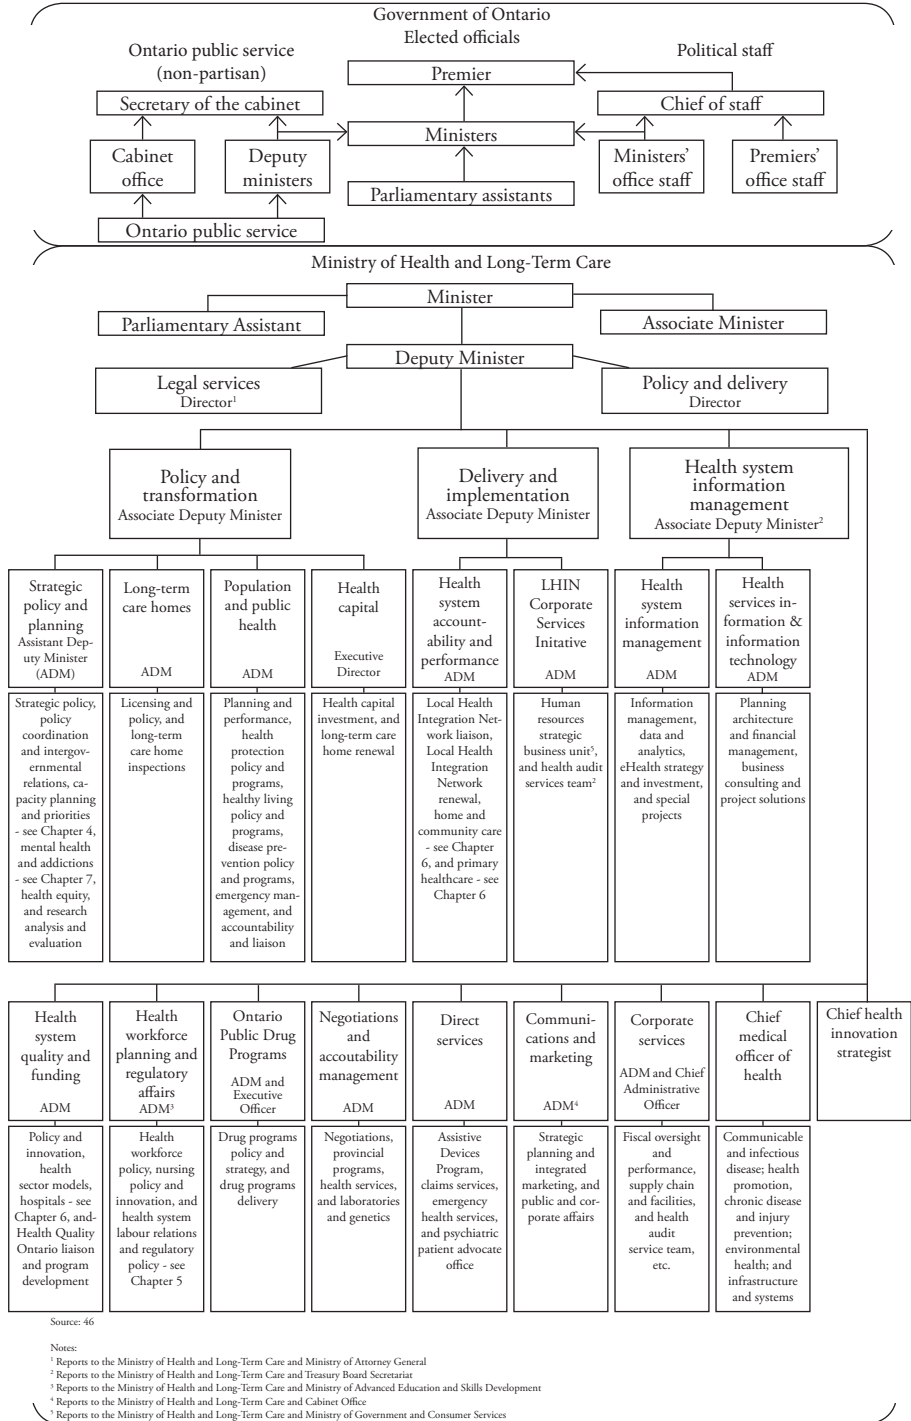 Government of Ontario
Elected officials
Ontario public service
(non-partisan)
Political staff
Premier
Secretary of the cabinet
Chief of staff
Ministers
Cabinet
office
Deputy
ministers
Ministers’
office staff
Premiers’
office staff
Parliamentary assistants
Ontario public service
Ministry of Health and Long-Term Care
Minister
Parliamentary Assistant
Associate Minister
Deputy Minister
Legal services
Director¹
Policy and delivery
Director
Policy and
transformation
Associate Deputy Minister
Delivery and
implementation
Associate Deputy Minister
Health system
information
management
Associate Deputy Minister²
Strategic
policy and
planning
Assistant Dep-
uty Minister
(ADM)
Long-term
care homes
ADM
Population
and public
health
ADM
Health
capital
Executive
Director
Health
system
account-
ability and
performance
ADM
LHIN
Corporate
Services
Initative
ADM
Health
system
information
management
ADM
Health
services in-
formation &
information
technology
ADM
Strategic policy,
policy
coordination
and intergov-
ernmental
relations, ca-
pacity planning
and priorities
- see Chapter 4,
mental health
and addictions
- see Chapter 7,
health equity,
and research
analysis and
evaluation
Licensing and
policy, and
long-term
care home
inspections
Planning and
performance,
health
protection
policy and
programs,
healthy living
policy and
programs,
disease pre-
vention policy
and programs,
emergency man-
agement, and
accountability
and liaison
Health capital
investment, and
long-term care
home renewal
Local Health
Integration Net-
work liaison,
Local Health
Integration
Network
renewal,
home and
community care
- see Chapter
6, and primary
healthcare - see
Chapter 6
Human
resources
strategic
business unit⁵,
and health audit
services team²
Information
management,
data and
analytics,
eHealth strategy
and investment,
and special
projects
Planning
architecture
and financial
management,
business
consulting and
project solutions
Health
system
quality and
funding
ADM
Health
workforce
planning and
regulatory
affairs
ADM³
Ontario
Public Drug
Programs
ADM and
Executive
Officer
Negotiations
and
accoutability
management
ADM
Direct
services
ADM
Communi-
cations and
marketing
ADM⁴
Corporate
services
ADM and Chief
Administrative
Officer
Chief
medical
officer of
health
Chief health
innovation
strategist
Policy and
innovation,
health
sector models,
hospitals - see
Chapter 6, and-
Health Quality
Ontario liaison
and program
development
Health
workforce
policy, nursing
policy and
innovation, and
health system
labour relations
and regulatory
policy - see
Chapter 5
Drug programs
policy and
strategy, and
drug programs
delivery
Negotiations,
provincial
programs,
health services,
and laboratories
and genetics
Assistive
Devices
Program,
claims services,
emergency
health services,
and psychiatric
patient advocate
office
Strategic
planning and
integrated
marketing, and
public and cor-
porate affairs
Fiscal oversight
and
performance,
supply chain
and facilities,
and health
audit
service team,
etc.
Communicable
and infectious
disease; health
promotion,
chronic disease
and injury
prevention;
environmental
health; and
infrastructure
and systems
Source: 46
Notes:
¹ Reports to the Ministry of Health and Long-Term Care and Ministry of Attorney General
² Reports to the Ministry of Health and Long-Term Care and Treasury Board Secretariat
³ Reports to the Ministry of Health and Long-Term Care and Ministry of Advanced Education and Skills Development
⁴ Reports to the Ministry of Health and Long-Term Care and Cabinet Office
⁵ Reports to the Ministry of Health and Long-Term Care and Ministry of Government and Consumer Services